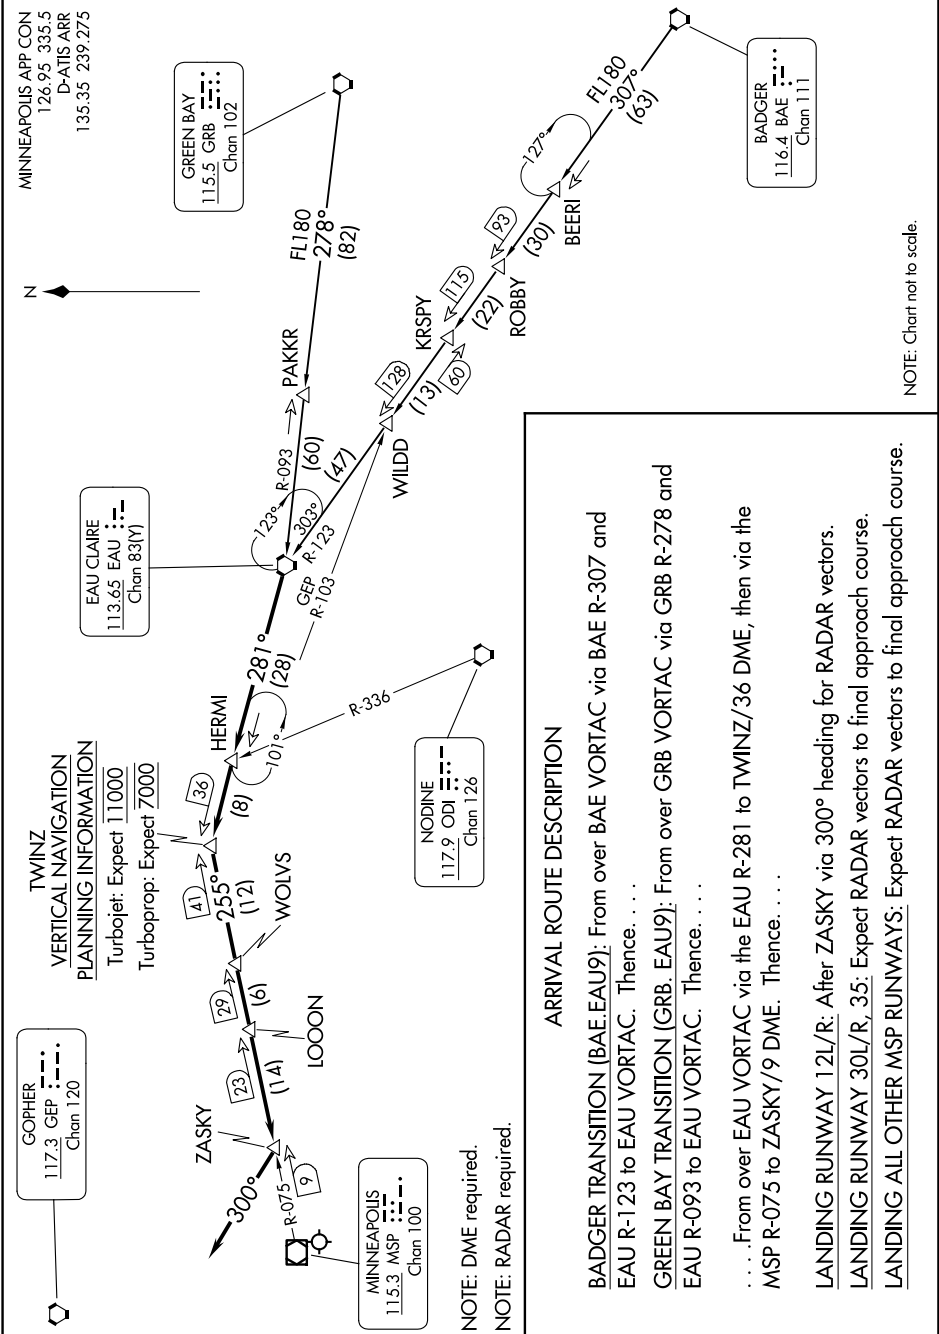 MINNEAPOLIS APP CON
126.95 335.5
D-ATIS ARR
135.35 239.275
TWINZ
VERTICAL NAVIGATION
PLANNING INFORMATION
Turbojet: Expect 11000
Turboprop: Expect 7000
GOPHER
117.3 GEP
Chan 120
EAU CLAIRE
113.65 EAU
Chan 83(Y)
GREEN BAY
115.5 GRB
Chan 102
N
FL180
278°
(82)
PAKKR
R-093
(60)
123°
303°
R-123
(47)
GEP
R-103
281°
(28)
HERMI
101°
R-336
36
(8)
41
255°
(12)
WOLVS
29
(6)
LOOON
23
(14)
ZASKY
300°
R-075
9
MINNEAPOLIS
115.3 MSP
Chan 100
NODINE
117.9 ODI
Chan 126
WILDD
128
(13)
KRSPY
60
115
(22)
ROBBY
93
(30)
BEERI
127°
FL180
307°
(63)
BADGER
116.4 BAE
Chan 111
NOTE: DME required.
NOTE: RADAR required.
NOTE: Chart not to scale.
ARRIVAL ROUTE DESCRIPTION
BADGER TRANSITION (BAE.EAU9): From over BAE VORTAC via BAE R-307 and
EAU R-123 to EAU VORTAC. Thence. . . .
GREEN BAY TRANSITION (GRB. EAU9): From over GRB VORTAC via GRB R-278 and
EAU R-093 to EAU VORTAC. Thence. . . .
. . . .From over EAU VORTAC via the EAU R-281 to TWINZ/36 DME, then via the
MSP R-075 to ZASKY/9 DME. Thence. . . .
LANDING RUNWAY 12L/R: After ZASKY via 300° heading for RADAR vectors.
LANDING RUNWAY 30L/R, 35: Expect RADAR vectors to final approach course.
LANDING ALL OTHER MSP RUNWAYS: Expect RADAR vectors to final approach course.